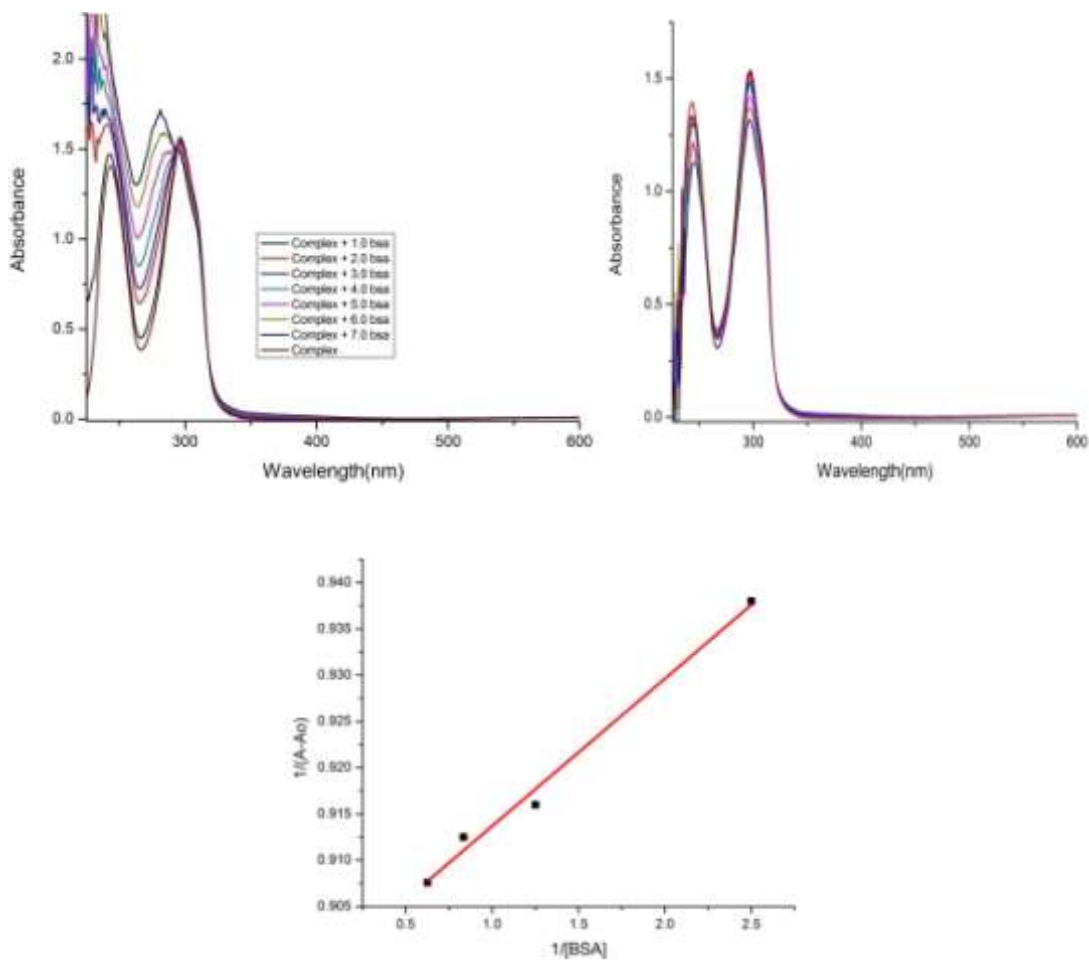 2.0
1.5
1.0
0.5
0.0
Absorbance
300
400
500
600
Wavelength(nm)
Complex + 1.0 bsa
Complex + 2.0 bsa
Complex + 3.0 bsa
Complex + 4.0 bsa
Complex + 5.0 bsa
Complex + 6.0 bsa
Complex + 7.0 bsa
Complex
1.5
1.0
0.5
0.0
Absorbance
300
400
500
600
Wavelength(nm)
0.940
0.935
0.930
0.925
0.920
0.915
0.910
0.905
1/(A-Ao)
0.5
1.0
1.5
2.0
2.5
1/[BSA]